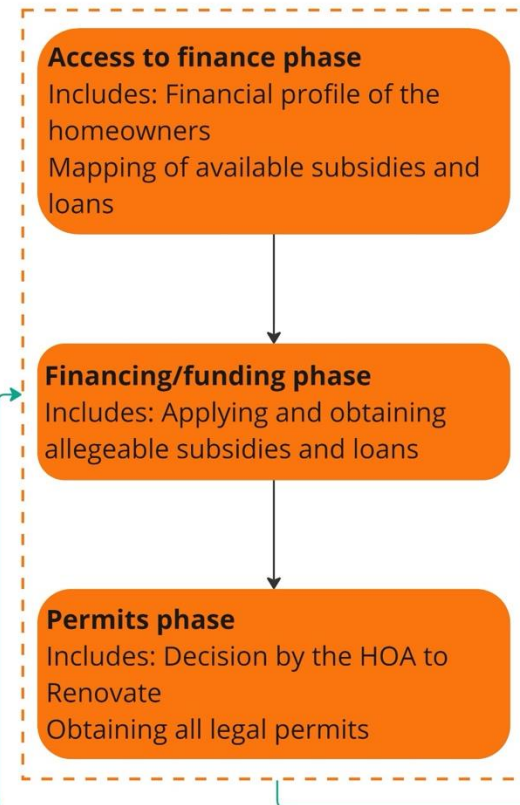 Access to finance phase
Includes: Financial profile of the
homeowners
Mapping of available subsidies and
loans
Financing/funding phase
Includes: Applying and obtaining
allegeable subsidies and loans
Permits phase
Includes: Decision by the HOA to
Renovate
Obtaining all legal permits